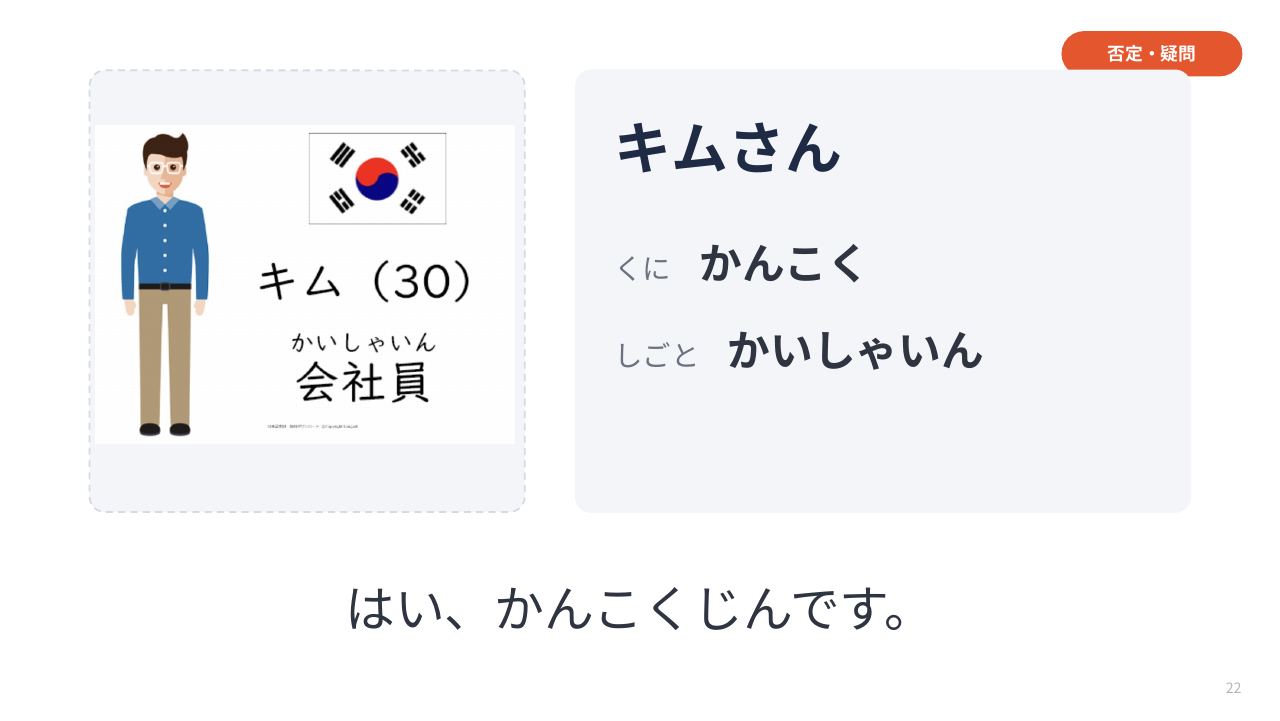 否定・疑問
キム（30）
かいしゃいん
会社員
キムさん
くに かんこく
しごと かいしゃいん
はい、かんこくじんです。
22